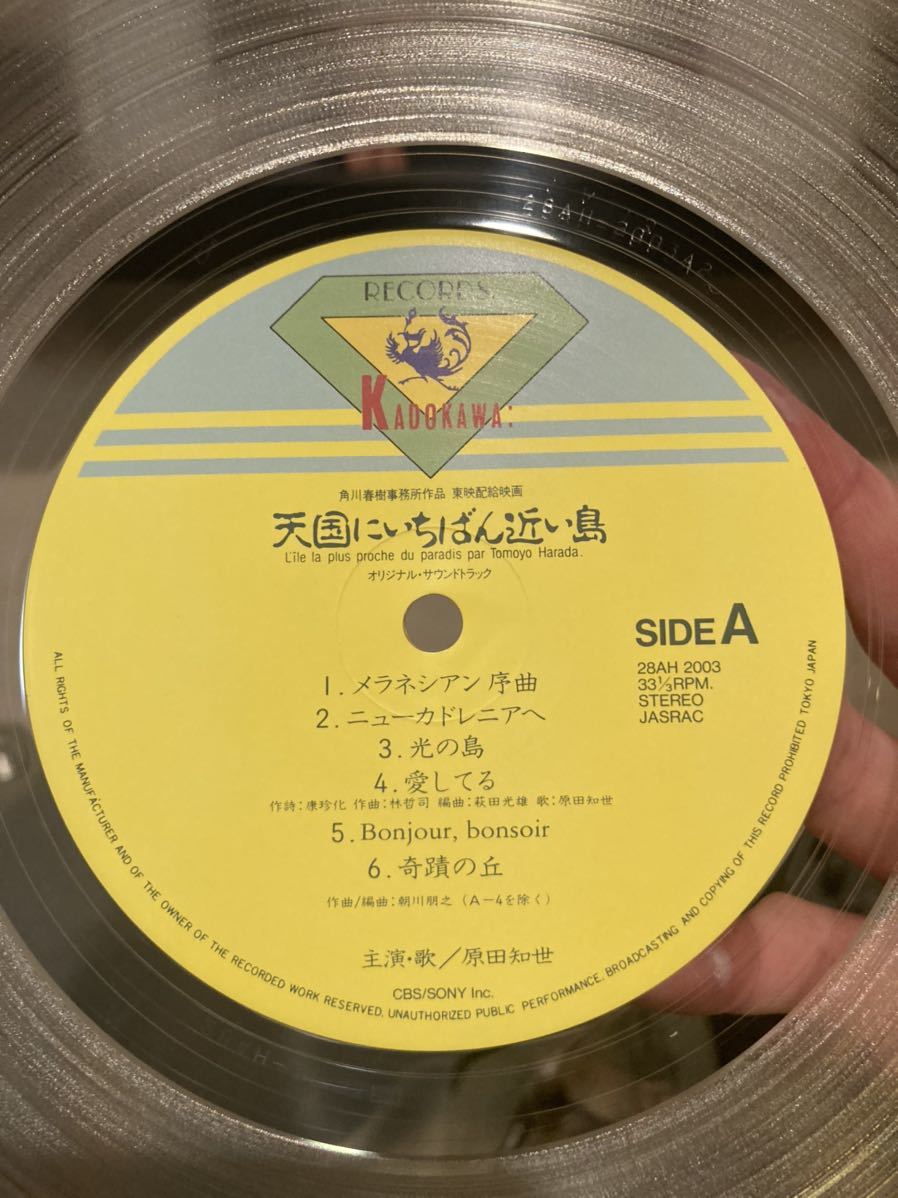 28AH-2003A2
RECORDS
KADOKAWA:
角川春樹事務所作品 東映配給映画
天国にいちばん近い島
L'île la plus proche du paradis par Tomoyo Harada.
オリジナル・サウンドトラック
SIDE A
28AH 2003
33⅓RPM.
STEREO
JASRAC
1. メラネシアン 序曲
2. ニューカドレニアへ
3. 光の島
4. 愛してる
作詩：康珍化 作曲：林哲司 編曲：萩田光雄 歌：原田知世
5. Bonjour, bonsoir
6. 奇蹟の丘
作曲/編曲：朝川朋之（A－4を除く）
主演・歌／原田知世
CBS/SONY Inc.
ALL RIGHTS OF THE MANUFACTURER AND OF THE OWNER OF THE RECORDED WORK RESERVED. UNAUTHORIZED PUBLIC PERFORMANCE, BROADCASTING AND COPYING OF THIS RECORD PROHIBITED TOKYO JAPAN